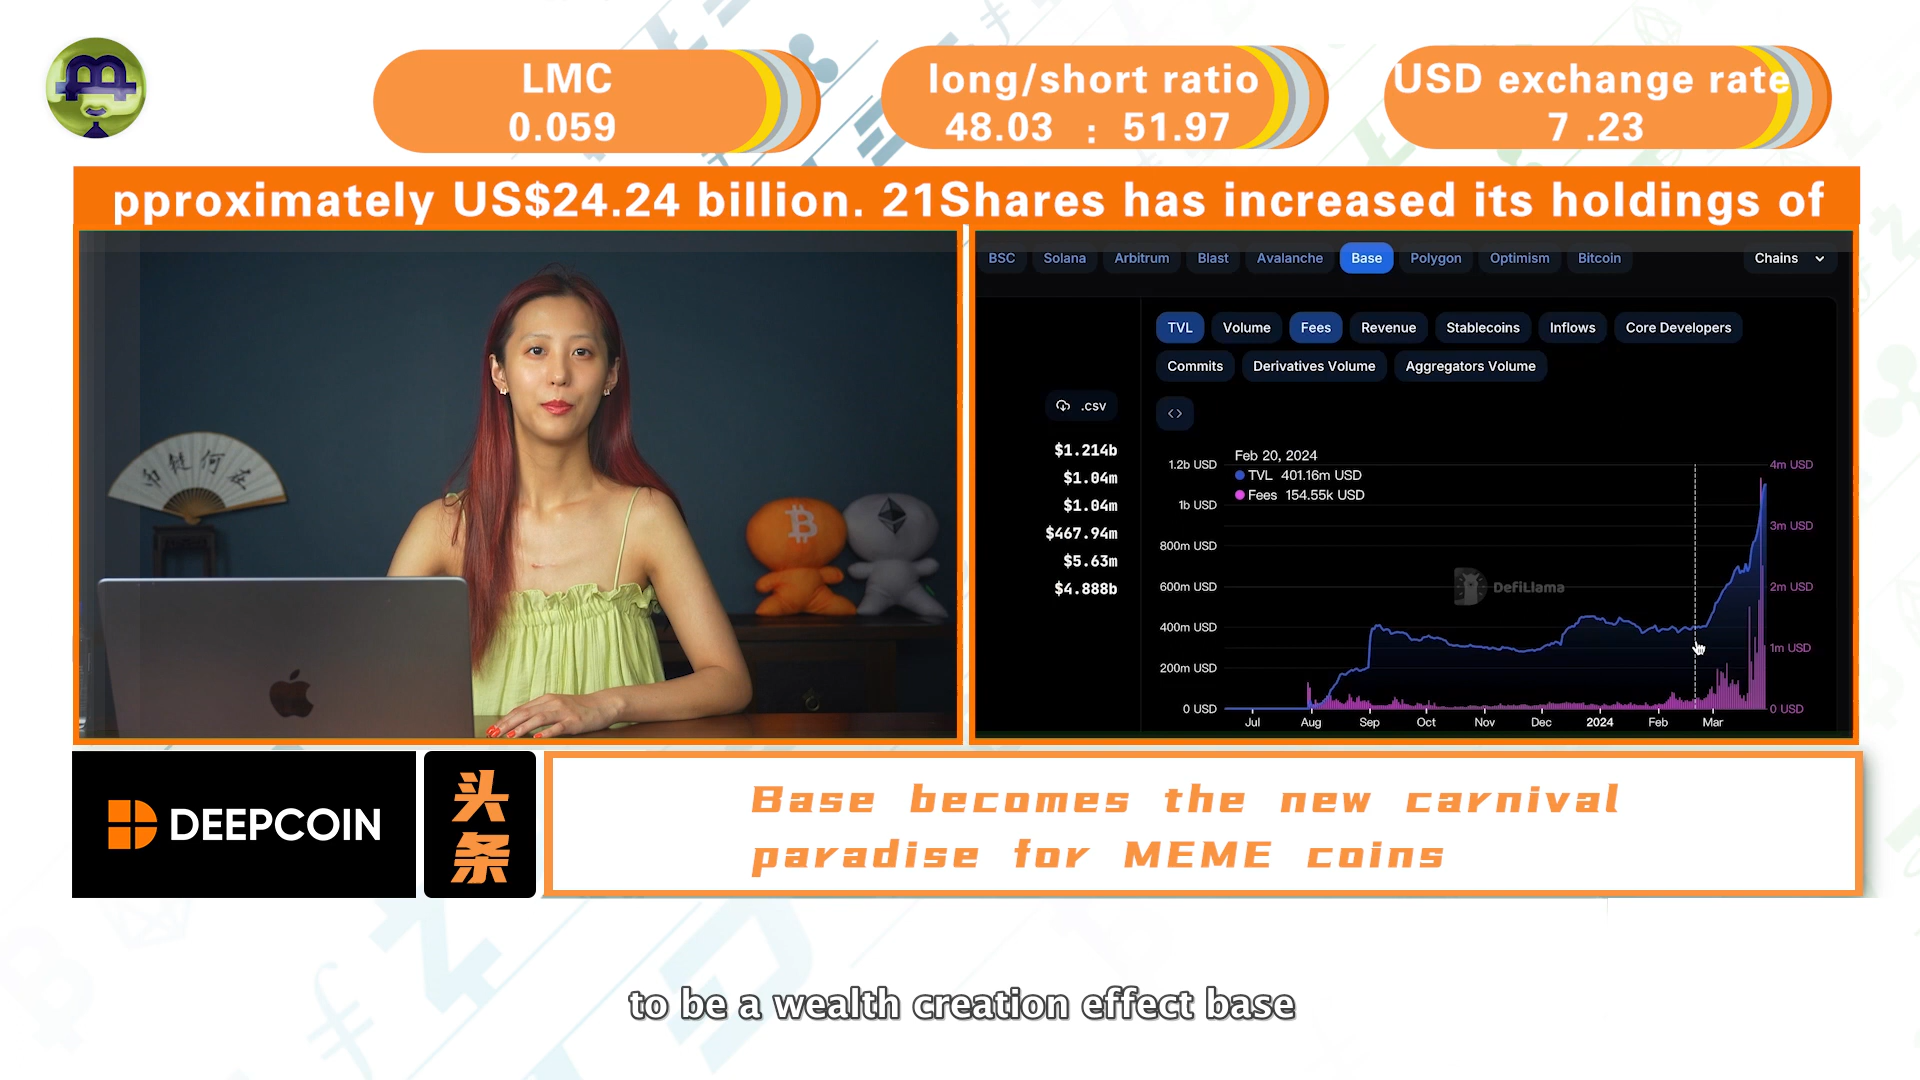 LMC
0.059
long/short ratio
48.03 : 51.97
USD exchange rate
7 .23
pproximately US$24.24 billion. 21Shares has increased its holdings of
BSC Solana Arbitrum Blast Avalanche Base Polygon Optimism Bitcoin Chains
TVL Volume Fees Revenue Stablecoins Inflows Core Developers
Commits Derivatives Volume Aggregators Volume
.csv
$1.214b
$1.04m
$1.04m
$467.94m
$5.63m
$4.888b
Feb 20, 2024
TVL 401.16m USD
Fees 154.55k USD
1.2b USD
1b USD
800m USD
600m USD
400m USD
200m USD
0 USD
4m USD
3m USD
2m USD
1m USD
0 USD
DefiLlama
Jul Aug Sep Oct Nov Dec 2024 Feb Mar
DEEPCOIN
头
条
Base becomes the new carnival
paradise for MEME coins
to be a wealth creation effect base